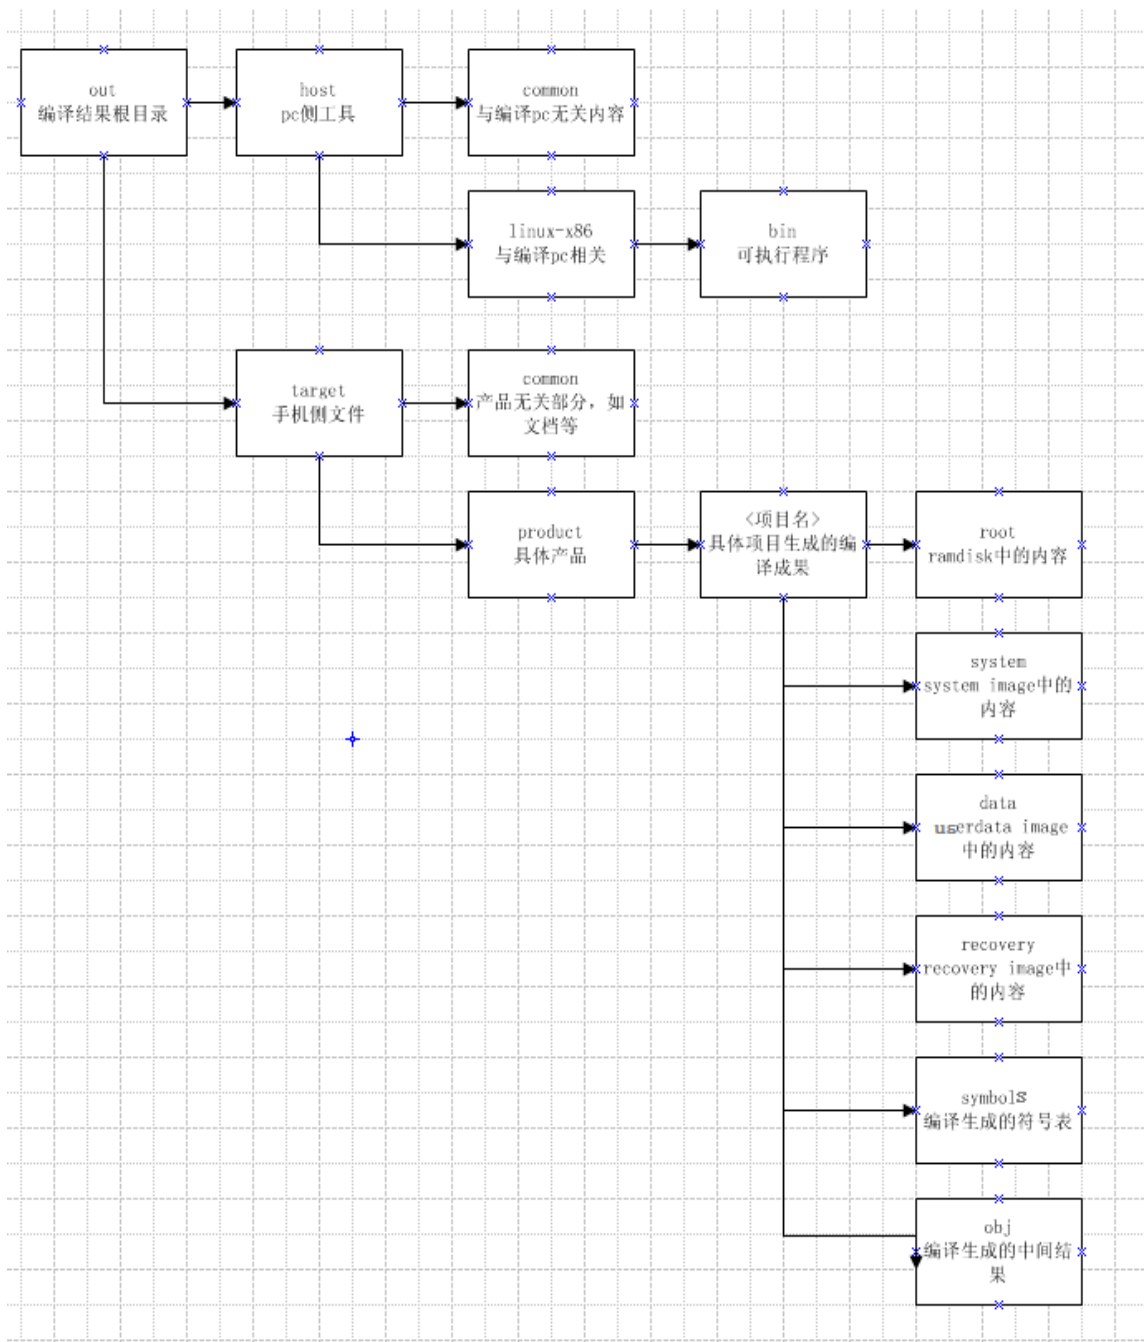 out
编译结果根目录
host
pc侧工具
common
与编译pc无关内容
linux-x86
与编译pc相关
bin
可执行程序
target
手机侧文件
common
产品无关部分，如
文档等
product
具体产品
<项目名>
具体项目生成的编
译成果
root
ramdisk中的内容
system
system image中的
内容
data
userdata image
中的内容
recovery
recovery image中
的内容
symbols
编译生成的符号表
obj
编译生成的中间结
果